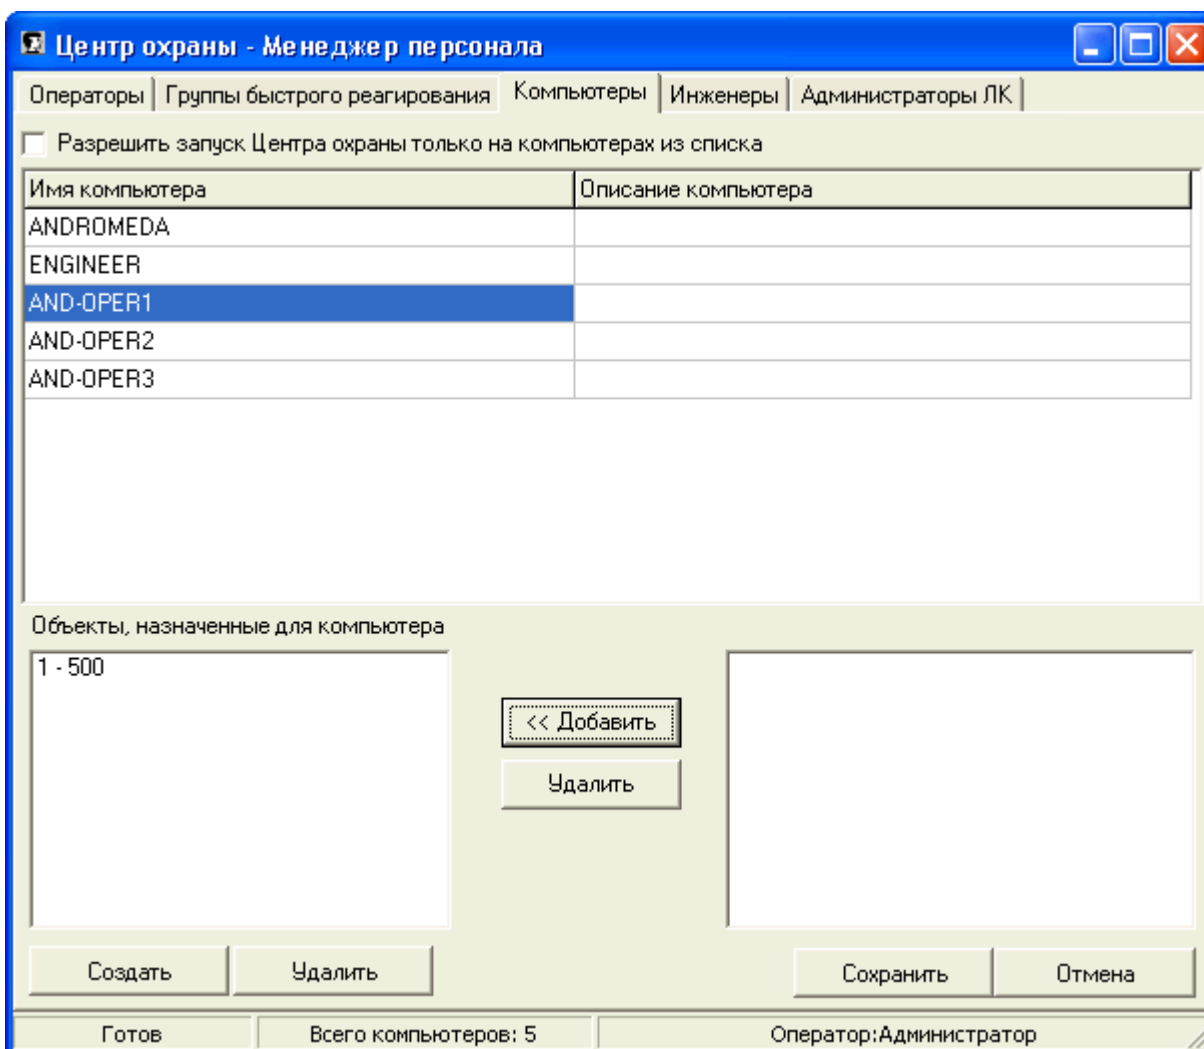 Центр охраны - Менеджер персонала
Операторы Группы быстрого реагирования Компьютеры Инженеры Администраторы ЛК
Разрешить запуск Центра охраны только на компьютерах из списка
Имя компьютера Описание компьютера
ANDROMEDA
ENGINEER
AND-OPER1
AND-OPER2
AND-OPER3
Объекты, назначенные для компьютера
1 - 500
<< Добавить
Удалить
Создать Удалить Сохранить Отмена
Готов Всего компьютеров: 5 Оператор:Администратор